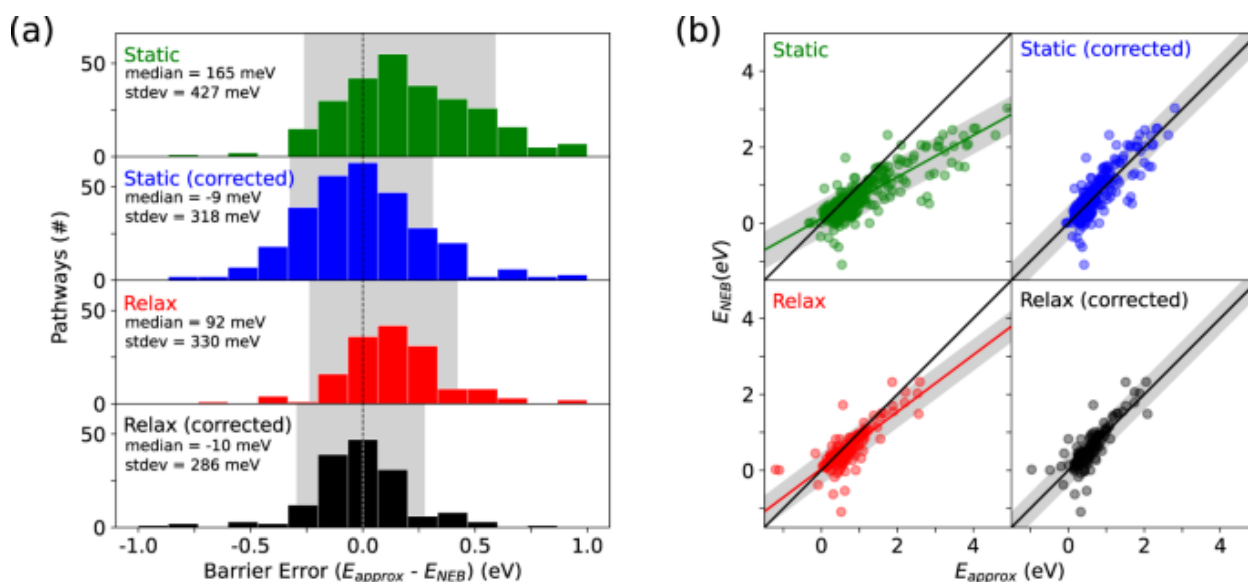 (a)
Static
median = 165 meV
stdev = 427 meV
50
0
Static (corrected)
median = -9 meV
stdev = 318 meV
50
0
Relax
median = 92 meV
stdev = 330 meV
50
0
Relax (corrected)
median = -10 meV
stdev = 286 meV
50
0
Pathways (#)
-1.0 -0.5 0.0 0.5 1.0
Barrier Error (E_approx - E_NEB) (eV)
(b)
Static
Static (corrected)
4
2
0
Relax
Relax (corrected)
4
2
0
E_NEB(eV)
0 2 4 0 2 4
E_approx (eV)